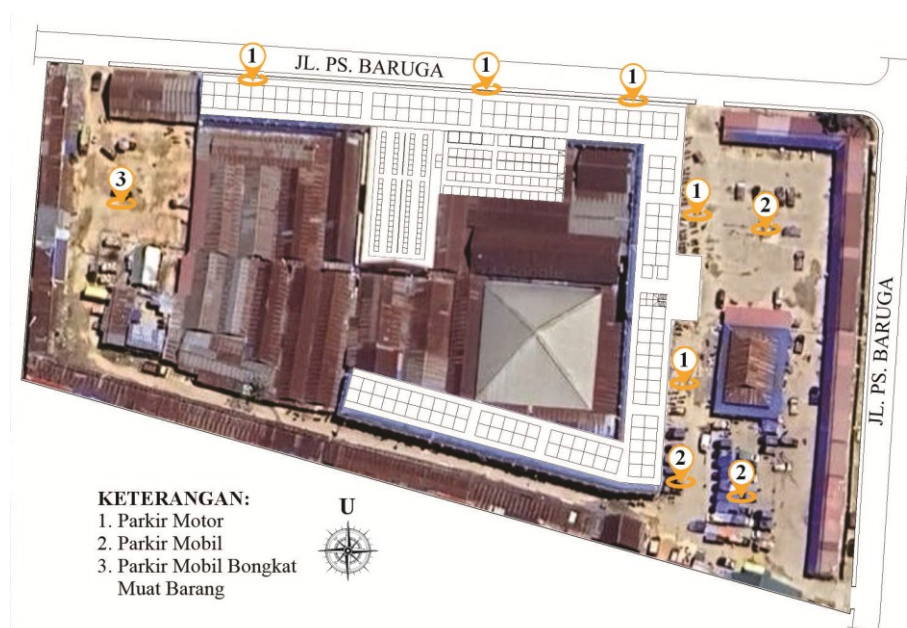 1
JL. PS. BARUGA
1
1
3
1
2
Google
JL. PS. BARUGA
1
2
2
KETERANGAN:
1. Parkir Motor
2. Parkir Mobil
3. Parkir Mobil Bongkat
Muat Barang
U